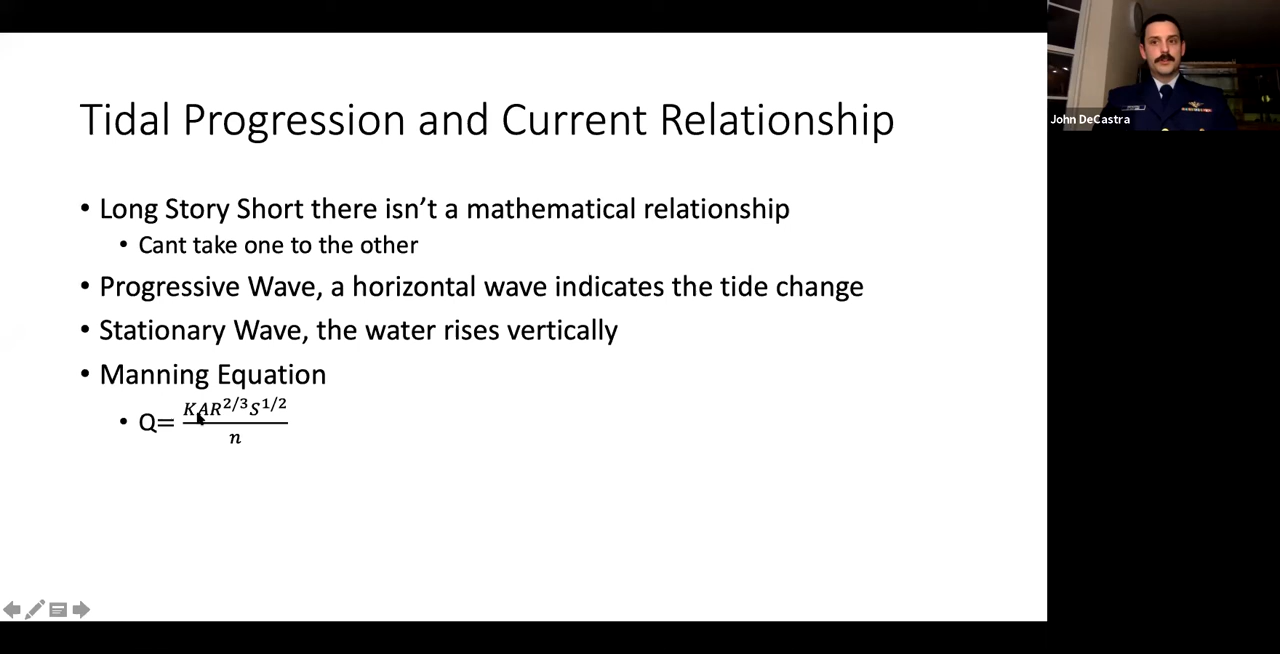 Tidal Progression and Current Relationship
• Long Story Short there isn’t a mathematical relationship
• Cant take one to the other
• Progressive Wave, a horizontal wave indicates the tide change
• Stationary Wave, the water rises vertically
• Manning Equation
• Q= KAR^2/3 S^1/2 / n
John DeCastra